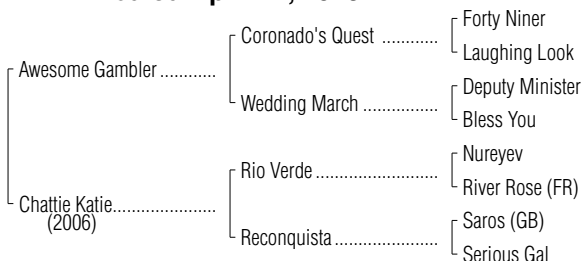 Forty Niner
Coronado's Quest ...........
Laughing Look
Awesome Gambler ............
Deputy Minister
Wedding March .................
Bless You
Nureyev
Rio Verde ...........................
River Rose (FR)
Chattie Katie......................
(2006)
Saros (GB)
Reconquista.......................
Serious Gal